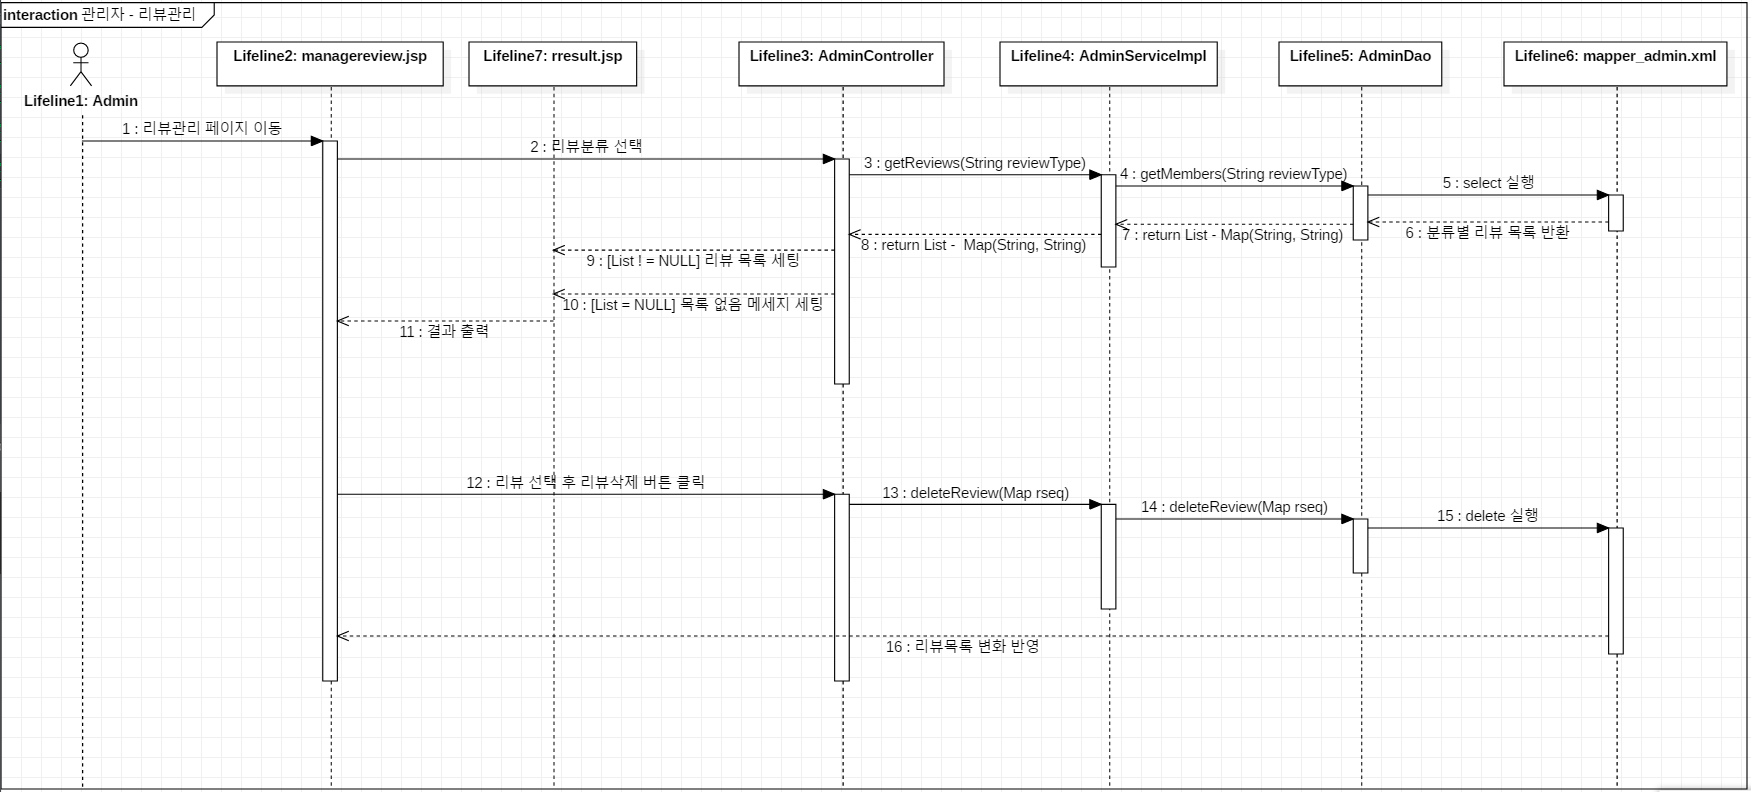 interaction 관리자 - 리뷰관리
Lifeline1: Admin
Lifeline2: managereview.jsp
Lifeline7: rresult.jsp
Lifeline3: AdminController
Lifeline4: AdminServiceImpl
Lifeline5: AdminDao
Lifeline6: mapper_admin.xml
1 : 리뷰관리 페이지 이동
2 : 리뷰분류 선택
3 : getReviews(String reviewType)
4 : getMembers(String reviewType)
5 : select 실행
6 : 분류별 리뷰 목록 반환
7 : return List - Map(String, String)
8 : return List -  Map(String, String)
9 : [List ! = NULL] 리뷰 목록 세팅
10 : [List = NULL] 목록 없음 메세지 세팅
11 : 결과 출력
12 : 리뷰 선택 후 리뷰삭제 버튼 클릭
13 : deleteReview(Map rseq)
14 : deleteReview(Map rseq)
15 : delete 실행
16 : 리뷰목록 변화 반영